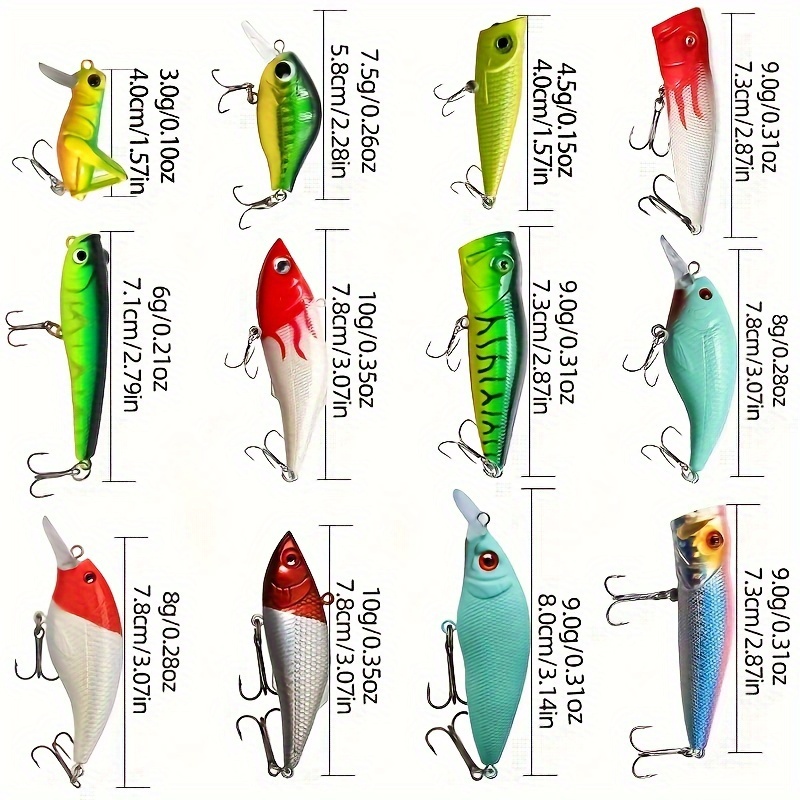 3.0g/0.10oz
4.0cm/1.57in
7.5g/0.26oz
5.8cm/2.28in
4.5g/0.15oz
4.0cm/1.57in
9.0g/0.31oz
7.3cm/2.87in
6g/0.21oz
7.1cm/2.79in
10g/0.35oz
7.8cm/3.07in
9.0g/0.31oz
7.3cm/2.87in
8g/0.28oz
7.8cm/3.07in
8g/0.28oz
7.8cm/3.07in
10g/0.35oz
7.8cm/3.07in
9.0g/0.31oz
8.0cm/3.14in
9.0g/0.31oz
7.3cm/2.87in